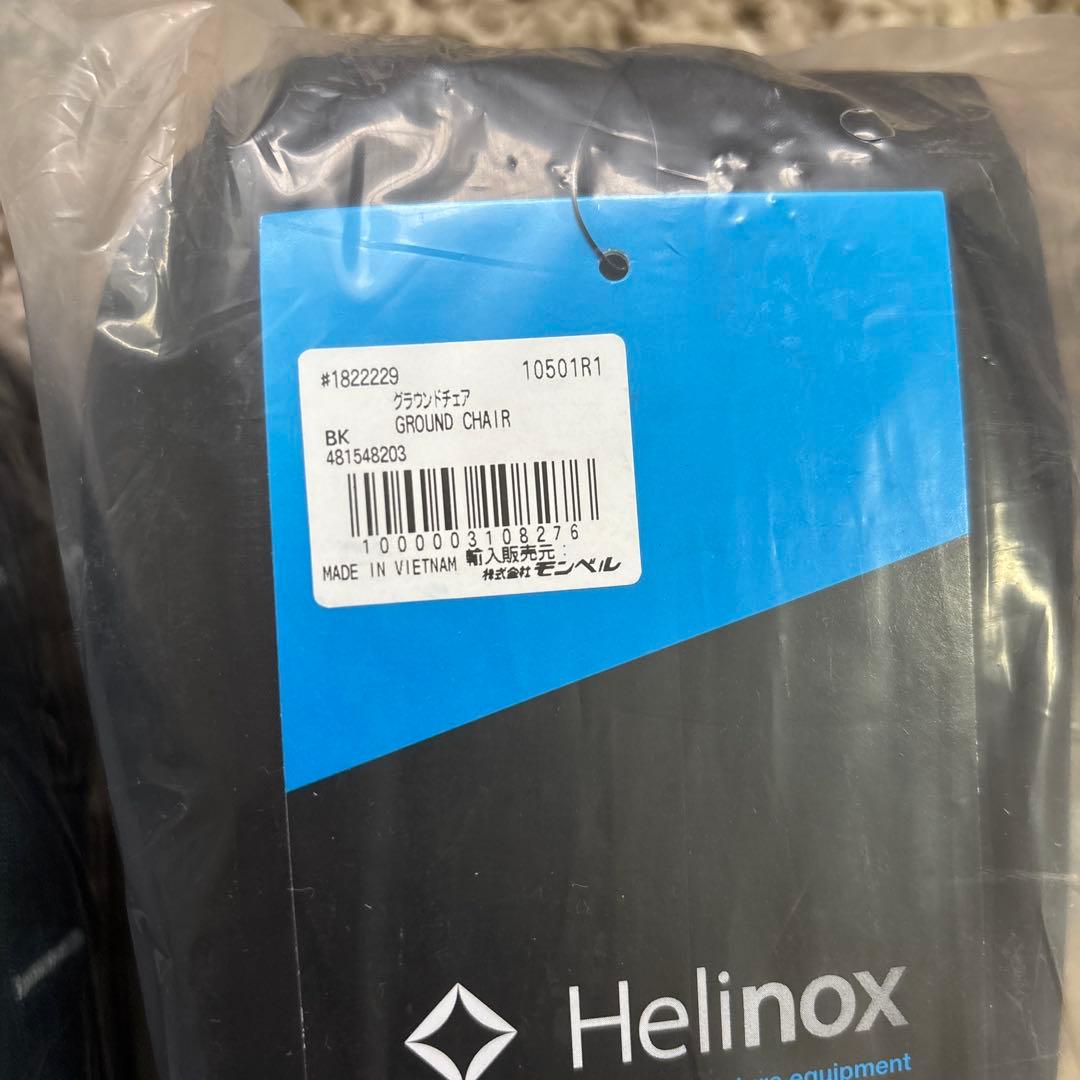 #1822229 10501R1
グラウンドチェア
GROUND CHAIR
BK
481548203
1000003108276
MADE IN VIETNAM 輸入販売元:
株式会社モンベル
Helinox
equipment